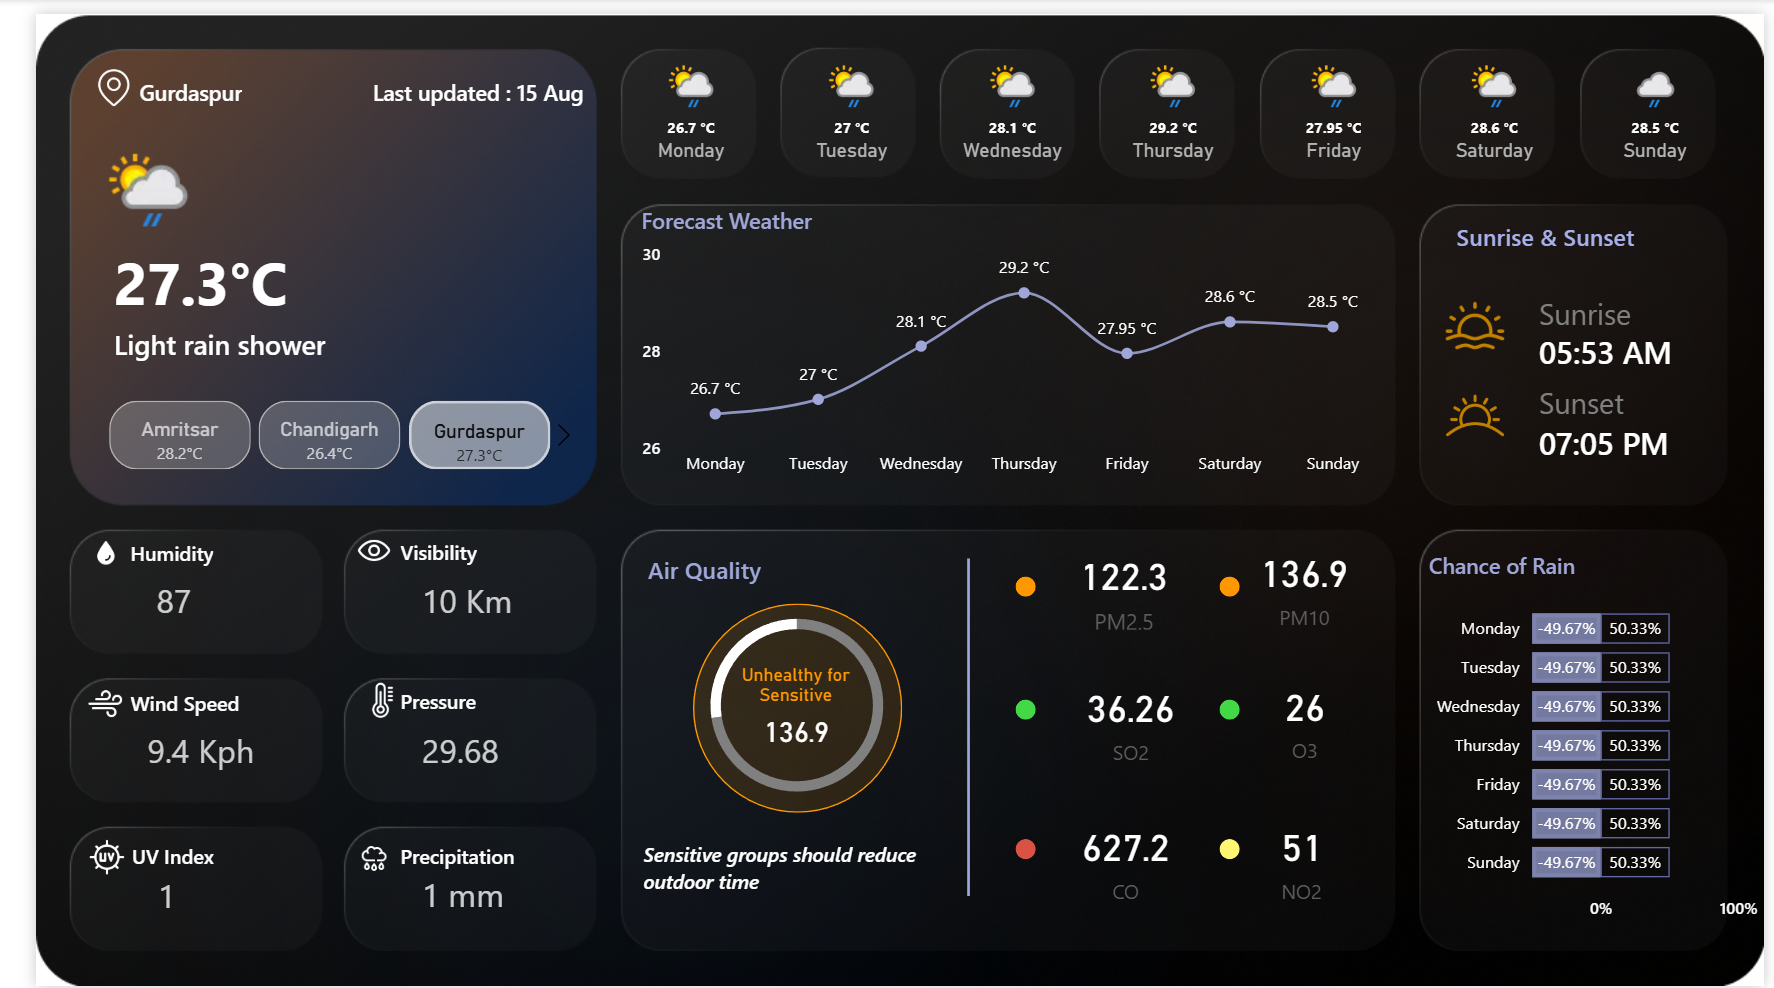 Gurdaspur
Last updated : 15 Aug
27.3°C
Light rain shower
Amritsar
28.2°C
Chandigarh
26.4°C
Gurdaspur
27.3°C
26.7 °C
Monday
27 °C
Tuesday
28.1 °C
Wednesday
29.2 °C
Thursday
27.95 °C
Friday
28.6 °C
Saturday
28.5 °C
Sunday
Forecast Weather
30
28
26
26.7 °C
27 °C
28.1 °C
29.2 °C
27.95 °C
28.6 °C
28.5 °C
Monday Tuesday Wednesday Thursday Friday Saturday Sunday
Sunrise & Sunset
Sunrise
05:53 AM
Sunset
07:05 PM
Humidity
87
Visibility
10 Km
Wind Speed
9.4 Kph
Pressure
29.68
UV
UV Index
1
Precipitation
1 mm
Air Quality
Unhealthy for
Sensitive
136.9
Sensitive groups should reduce
outdoor time
122.3
PM2.5
136.9
PM10
36.26
SO2
26
O3
627.2
CO
51
NO2
Chance of Rain
Monday -49.67% 50.33%
Tuesday -49.67% 50.33%
Wednesday -49.67% 50.33%
Thursday -49.67% 50.33%
Friday -49.67% 50.33%
Saturday -49.67% 50.33%
Sunday -49.67% 50.33%
0% 100%